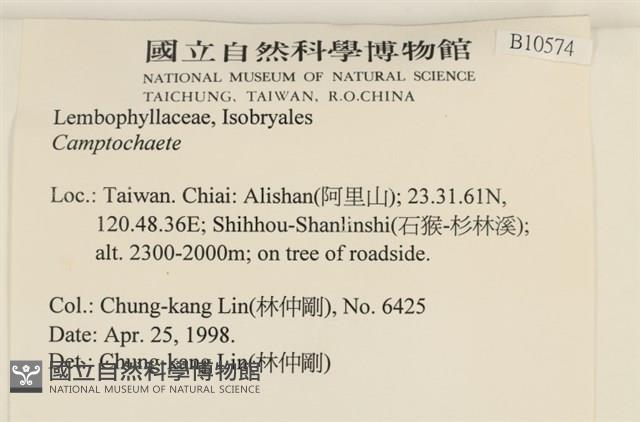 國立自然科學博物館
B10574
NATIONAL MUSEUM OF NATURAL SCIENCE
TAICHUNG, TAIWAN, R.O.CHINA
Lembophyllaceae, Isobryales
Camptochaete
Loc.: Taiwan. Chiai: Alishan(阿里山); 23.31.61N,
120.48.36E; Shihhou-Shanlinshi(石猴-杉林溪);
alt. 2300-2000m; on tree of roadside.
Col.: Chung-kang Lin(林仲剛), No. 6425
Date: Apr. 25, 1998.
Det.: Chung-kang Lin(林仲剛)
國立自然科學博物館
NATIONAL MUSEUM OF NATURAL SCIENCE